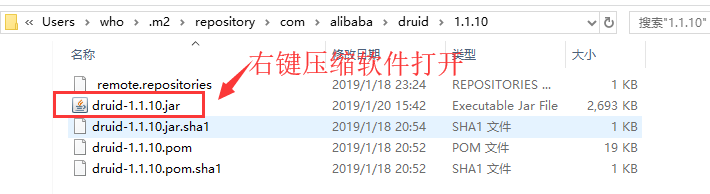 « Users › who › .m2 › repository › com › alibaba › druid › 1.1.10 搜索"1.1.10"
名称 修改日期 类型 大小
右键压缩软件打开
_remote.repositories 2019/1/18 23:24 REPOSITORIES ... 1 KB
druid-1.1.10.jar 2019/1/20 15:42 Executable Jar File 2,693 KB
druid-1.1.10.jar.sha1 2019/1/18 20:54 SHA1 文件 1 KB
druid-1.1.10.pom 2019/1/18 20:52 POM 文件 19 KB
druid-1.1.10.pom.sha1 2019/1/18 20:52 SHA1 文件 1 KB